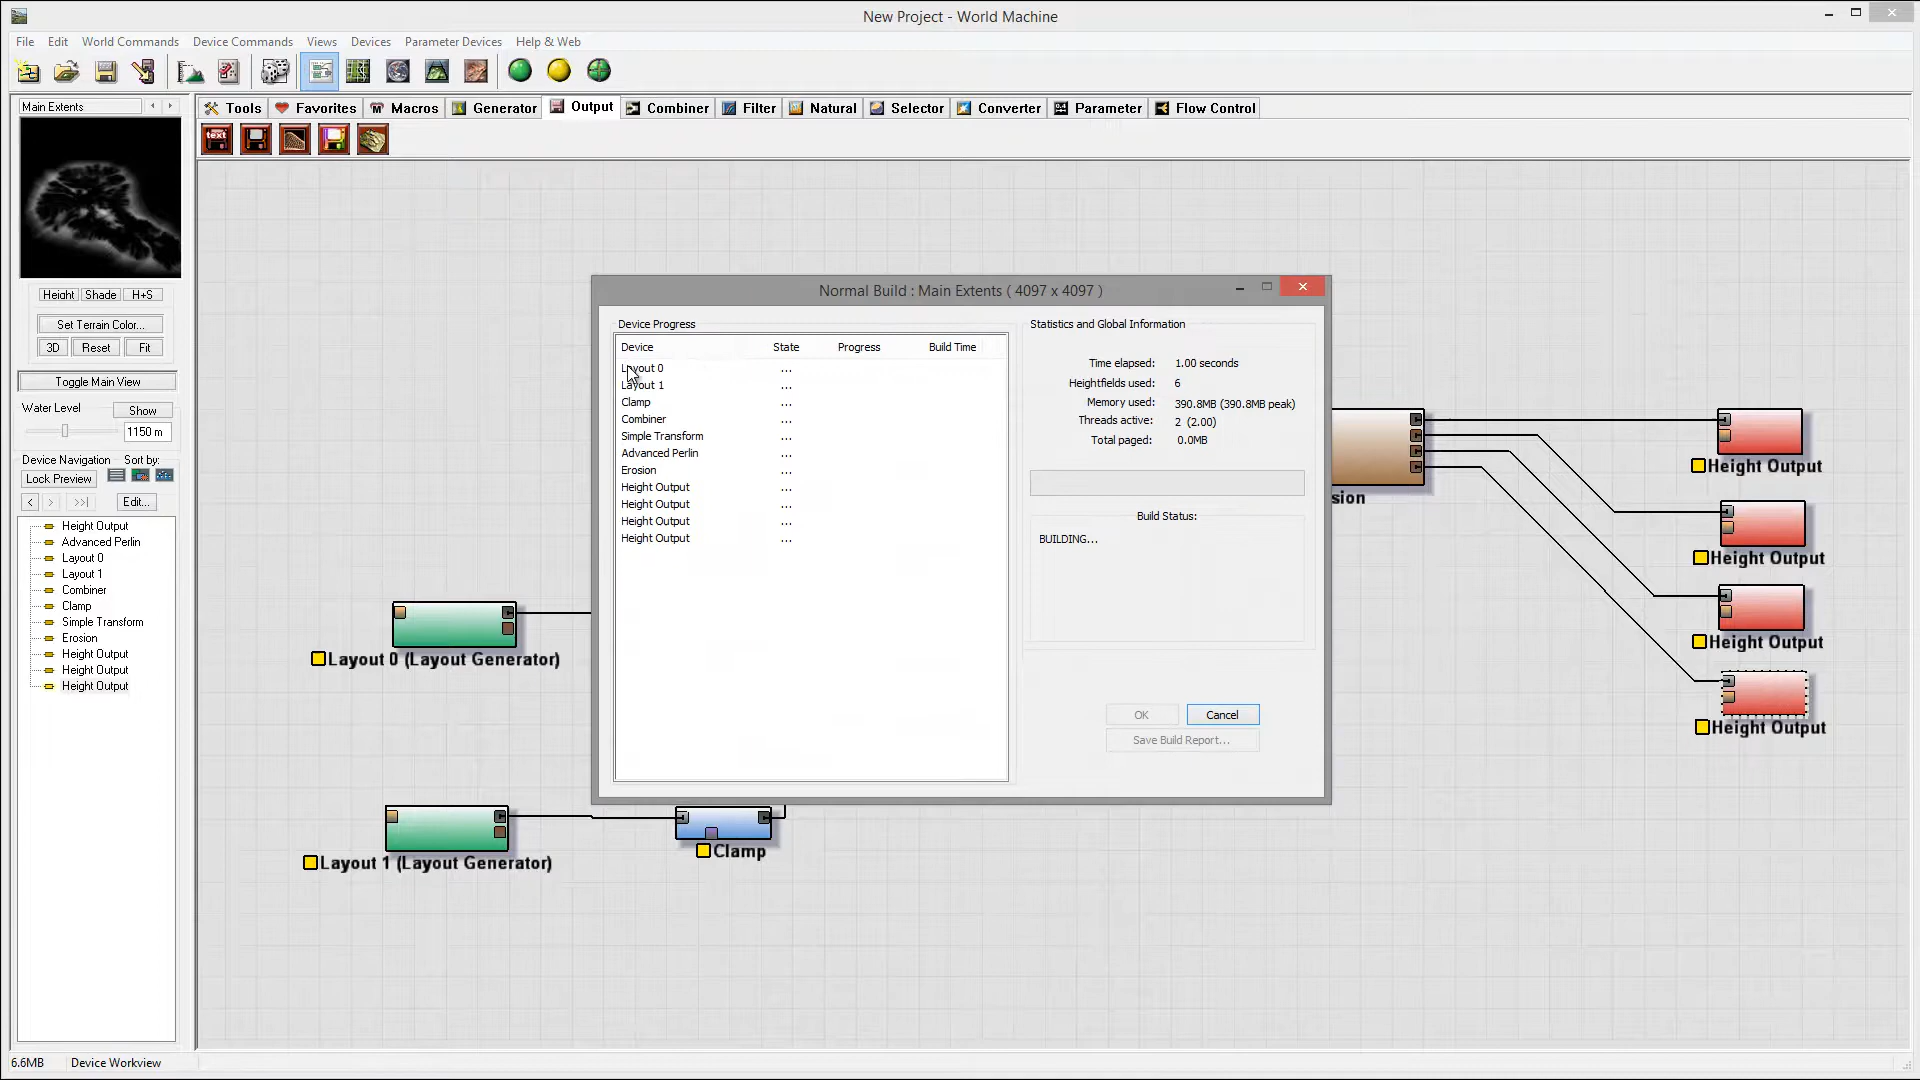 New Project - World Machine
File Edit World Commands Device Commands Views Devices Parameter Devices Help & Web
Main Extents
Tools Favorites Macros Generator Output Combiner Filter Natural Selector Converter Parameter Flow Control
text
Height Shade H+S
Set Terrain Color...
3D Reset Fit
Toggle Main View
Water Level Show
1150 m
Device Navigation Sort by:
Lock Preview
< > >>| Edit...
Height Output
Advanced Perlin
Layout 0
Layout 1
Combiner
Clamp
Simple Transform
Erosion
Height Output
Height Output
Height Output
6.6MB Device Workview
Normal Build : Main Extents ( 4097 x 4097 )
Device Progress
Device State Progress Build Time
Layout 0 ...
Layout 1 ...
Clamp ...
Combiner ...
Simple Transform ...
Advanced Perlin ...
Erosion ...
Height Output ...
Height Output ...
Height Output ...
Height Output ...
Statistics and Global Information
Time elapsed: 1.00 seconds
Heightfields used: 6
Memory used: 390.8MB (390.8MB peak)
Threads active: 2 (2.00)
Total paged: 0.0MB
Build Status:
BUILDING...
OK Cancel
Save Build Report...
Layout 0 (Layout Generator)
Layout 1 (Layout Generator)
Clamp
sion
Height Output
Height Output
Height Output
Height Output